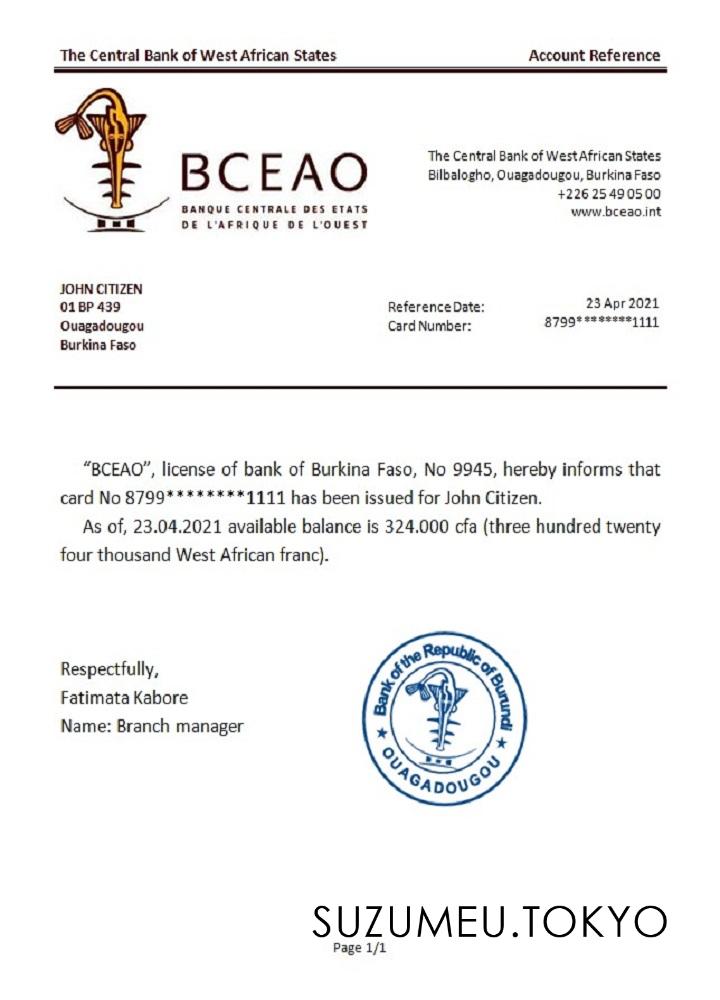 The Central Bank of West African States Account Reference
BCEAO
BANQUE CENTRALE DES ETATS
DE L'AFRIQUE DE L'OUEST
The Central Bank of West African States
Bilbalogho, Ouagadougou, Burkina Faso
+226 25 49 05 00
www.bceao.int
JOHN CITIZEN
01 BP 439
Ouagadougou
Burkina Faso
Reference Date: 23 Apr 2021
Card Number: 8799********1111
“BCEAO”, license of bank of Burkina Faso, No 9945, hereby informs that
card No 8799********1111 has been issued for John Citizen.
As of, 23.04.2021 available balance is 324.000 cfa (three hundred twenty
four thousand West African franc).
Respectfully,
Fatimata Kabore
Name: Branch manager
Bank of the Republic of Burundi
★ OUAGADOUGOU ★
SUZUMEU.TOKYO
Page 1/1